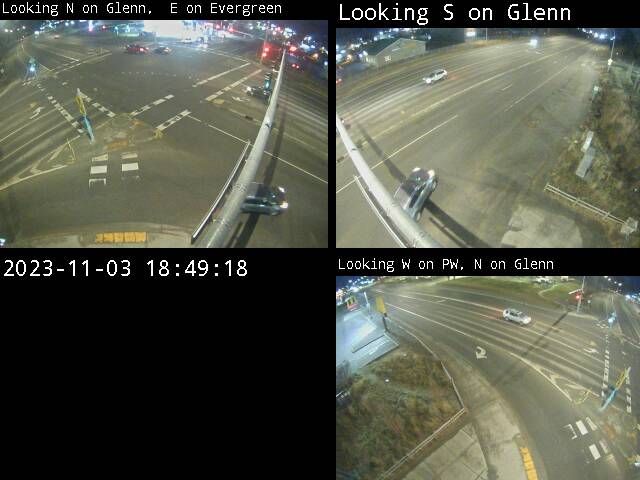 Looking N on Glenn,  E on Evergreen
Looking S on Glenn
2023-11-03 18:49:18
Looking W on PW, N on Glenn